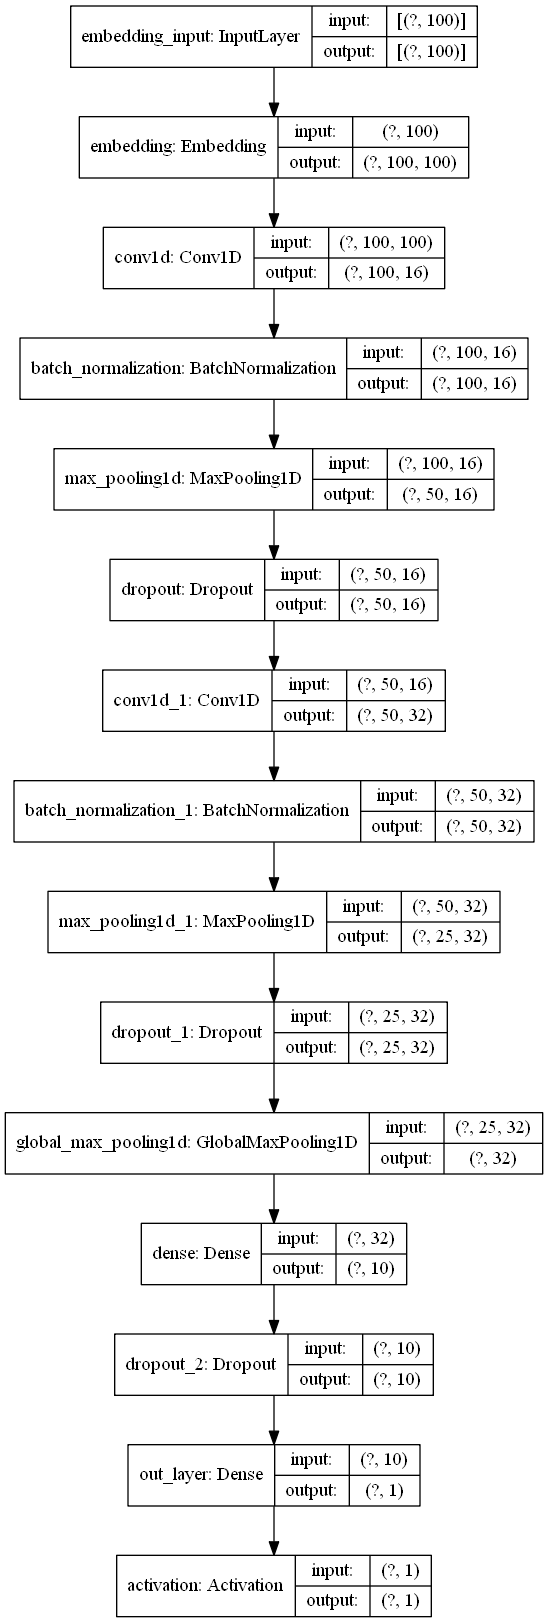 embedding_input: InputLayer
input: [(?, 100)]
output: [(?, 100)]
embedding: Embedding
input: (?, 100)
output: (?, 100, 100)
conv1d: Conv1D
input: (?, 100, 100)
output: (?, 100, 16)
batch_normalization: BatchNormalization
input: (?, 100, 16)
output: (?, 100, 16)
max_pooling1d: MaxPooling1D
input: (?, 100, 16)
output: (?, 50, 16)
dropout: Dropout
input: (?, 50, 16)
output: (?, 50, 16)
conv1d_1: Conv1D
input: (?, 50, 16)
output: (?, 50, 32)
batch_normalization_1: BatchNormalization
input: (?, 50, 32)
output: (?, 50, 32)
max_pooling1d_1: MaxPooling1D
input: (?, 50, 32)
output: (?, 25, 32)
dropout_1: Dropout
input: (?, 25, 32)
output: (?, 25, 32)
global_max_pooling1d: GlobalMaxPooling1D
input: (?, 25, 32)
output: (?, 32)
dense: Dense
input: (?, 32)
output: (?, 10)
dropout_2: Dropout
input: (?, 10)
output: (?, 10)
out_layer: Dense
input: (?, 10)
output: (?, 1)
activation: Activation
input: (?, 1)
output: (?, 1)